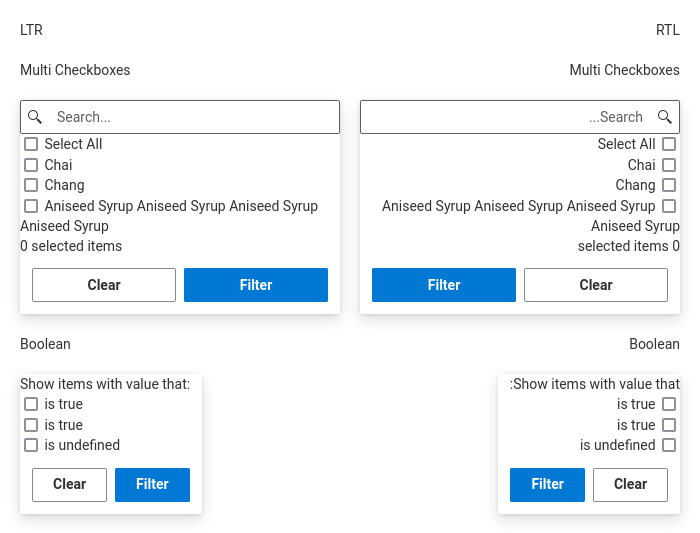 LTR
RTL
Multi Checkboxes
Multi Checkboxes
Search...
...Search
Select All
Select All
Chai
Chai
Chang
Chang
Aniseed Syrup Aniseed Syrup Aniseed Syrup
Aniseed Syrup Aniseed Syrup Aniseed Syrup
Aniseed Syrup
Aniseed Syrup
0 selected items
selected items 0
Clear
Filter
Filter
Clear
Boolean
Boolean
Show items with value that:
:Show items with value that
is true
is true
is true
is true
is undefined
is undefined
Clear
Filter
Filter
Clear